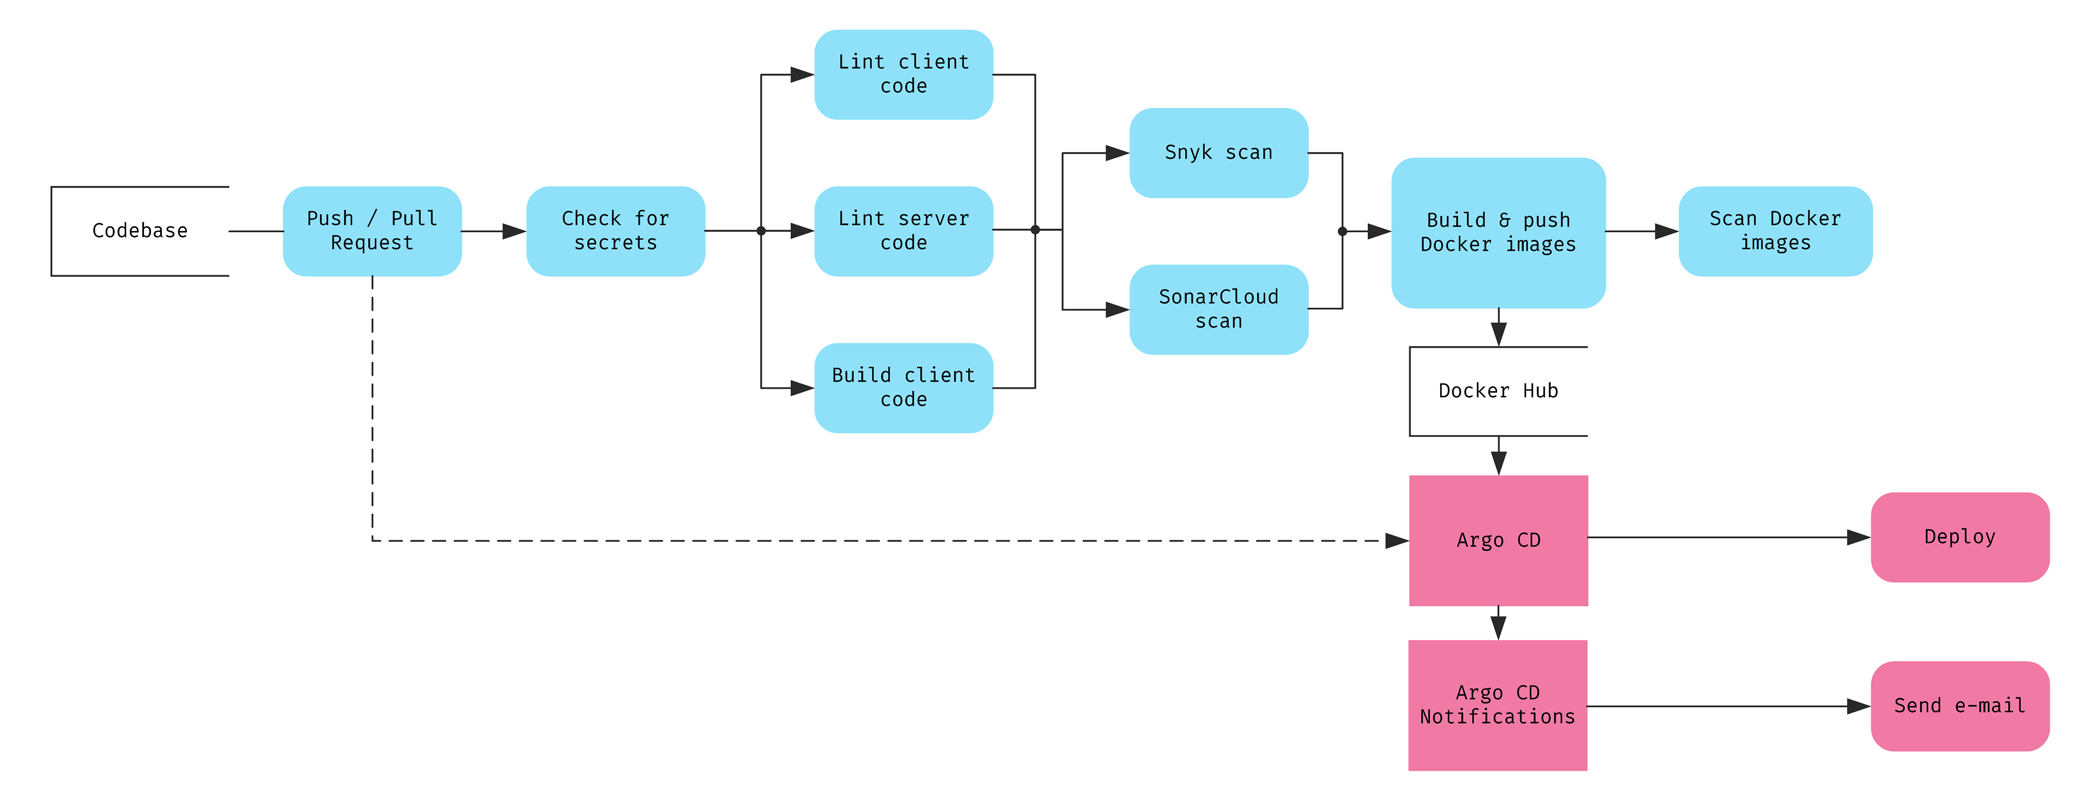 Codebase
Push / Pull
Request
Check for
secrets
Lint client
code
Lint server
code
Build client
code
Snyk scan
SonarCloud
scan
Build & push
Docker images
Scan Docker
images
Docker Hub
Argo CD
Deploy
Argo CD
Notifications
Send e-mail